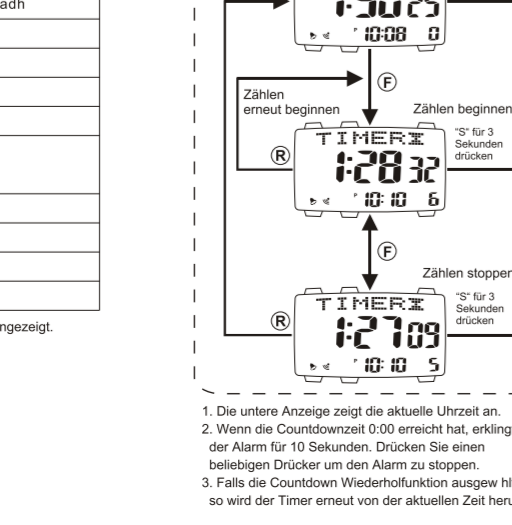 adh
ngezeigt.
1:30 25
P 10:08 0
F
Zählen
erneut beginnen
Zählen beginnen
R
TIMER
1:28 32
P 10:10 6
"S" für 3
Sekunden
drücken
F
Zählen stoppen
R
TIMER
1:27 09
P 10:10 5
"S" für 3
Sekunden
drücken
1. Die untere Anzeige zeigt die aktuelle Uhrzeit an.
2. Wenn die Countdownzeit 0:00 erreicht hat, erkling
der Alarm für 10 Sekunden. Drücken Sie einen
beliebigen Drücker um den Alarm zu stoppen.
3. Falls die Countdown Wiederholfunktion ausgew hl
so wird der Timer erneut von der aktuellen Zeit heru